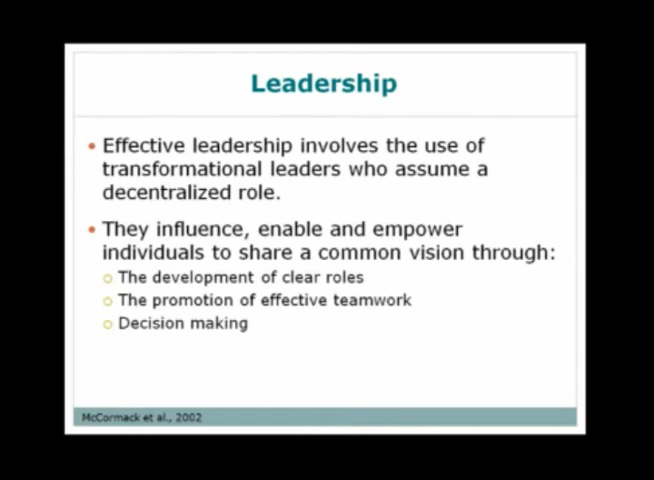 Leadership
• Effective leadership involves the use of
transformational leaders who assume a
decentralized role.
• They influence, enable and empower
individuals to share a common vision through:
○ The development of clear roles
○ The promotion of effective teamwork
○ Decision making
McCormack et al., 2002